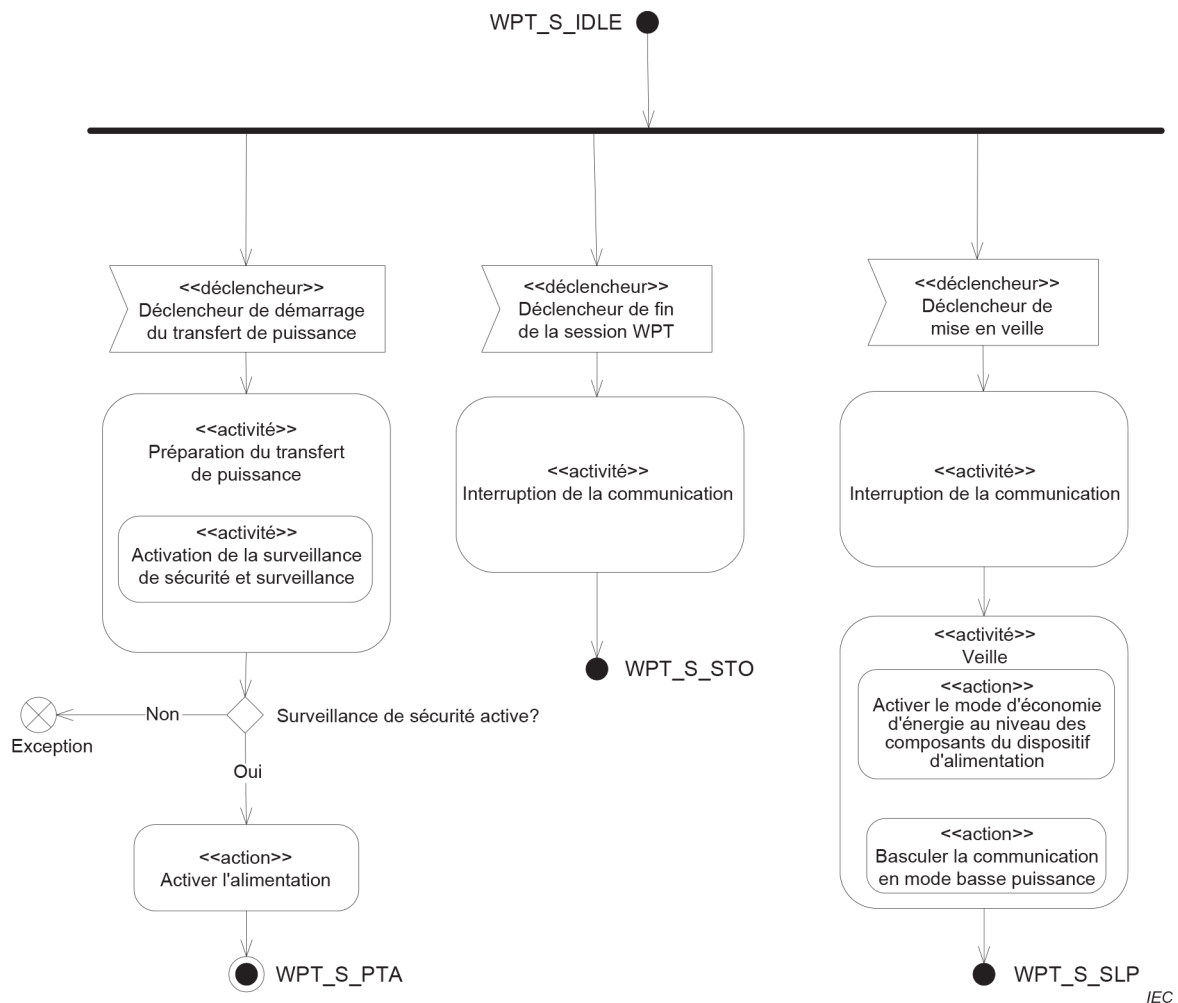 WPT_S_IDLE
<<déclencheur>>
Déclencheur de démarrage
du transfert de puissance
<<activité>>
Préparation du transfert
de puissance
<<activité>>
Activation de la surveillance
de sécurité et surveillance
Surveillance de sécurité active?
Non
Exception
Oui
<<action>>
Activer l'alimentation
WPT_S_PTA
<<déclencheur>>
Déclencheur de fin
de la session WPT
<<activité>>
Interruption de la communication
WPT_S_STO
<<déclencheur>>
Déclencheur de
mise en veille
<<activité>>
Interruption de la communication
<<activité>>
Veille
<<action>>
Activer le mode d'économie
d'énergie au niveau des
composants du dispositif
d'alimentation
<<action>>
Basculer la communication
en mode basse puissance
WPT_S_SLP
IEC